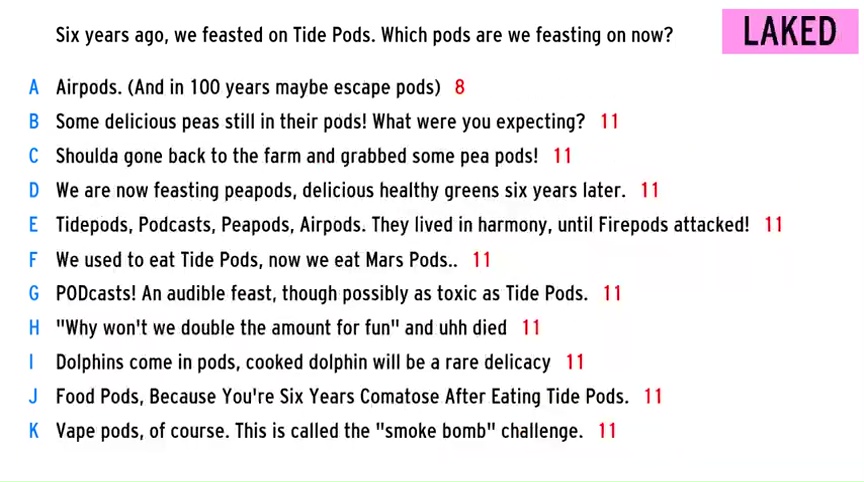 Six years ago, we feasted on Tide Pods. Which pods are we feasting on now?
LAKED
A Airpods. (And in 100 years maybe escape pods) 8
B Some delicious peas still in their pods! What were you expecting? 11
C Shoulda gone back to the farm and grabbed some pea pods! 11
D We are now feasting peapods, delicious healthy greens six years later. 11
E Tidepods, Podcasts, Peapods, Airpods. They lived in harmony, until Firepods attacked! 11
F We used to eat Tide Pods, now we eat Mars Pods.. 11
G PODcasts! An audible feast, though possibly as toxic as Tide Pods. 11
H "Why won't we double the amount for fun" and uhh died 11
I Dolphins come in pods, cooked dolphin will be a rare delicacy 11
J Food Pods, Because You're Six Years Comatose After Eating Tide Pods. 11
K Vape pods, of course. This is called the "smoke bomb" challenge. 11